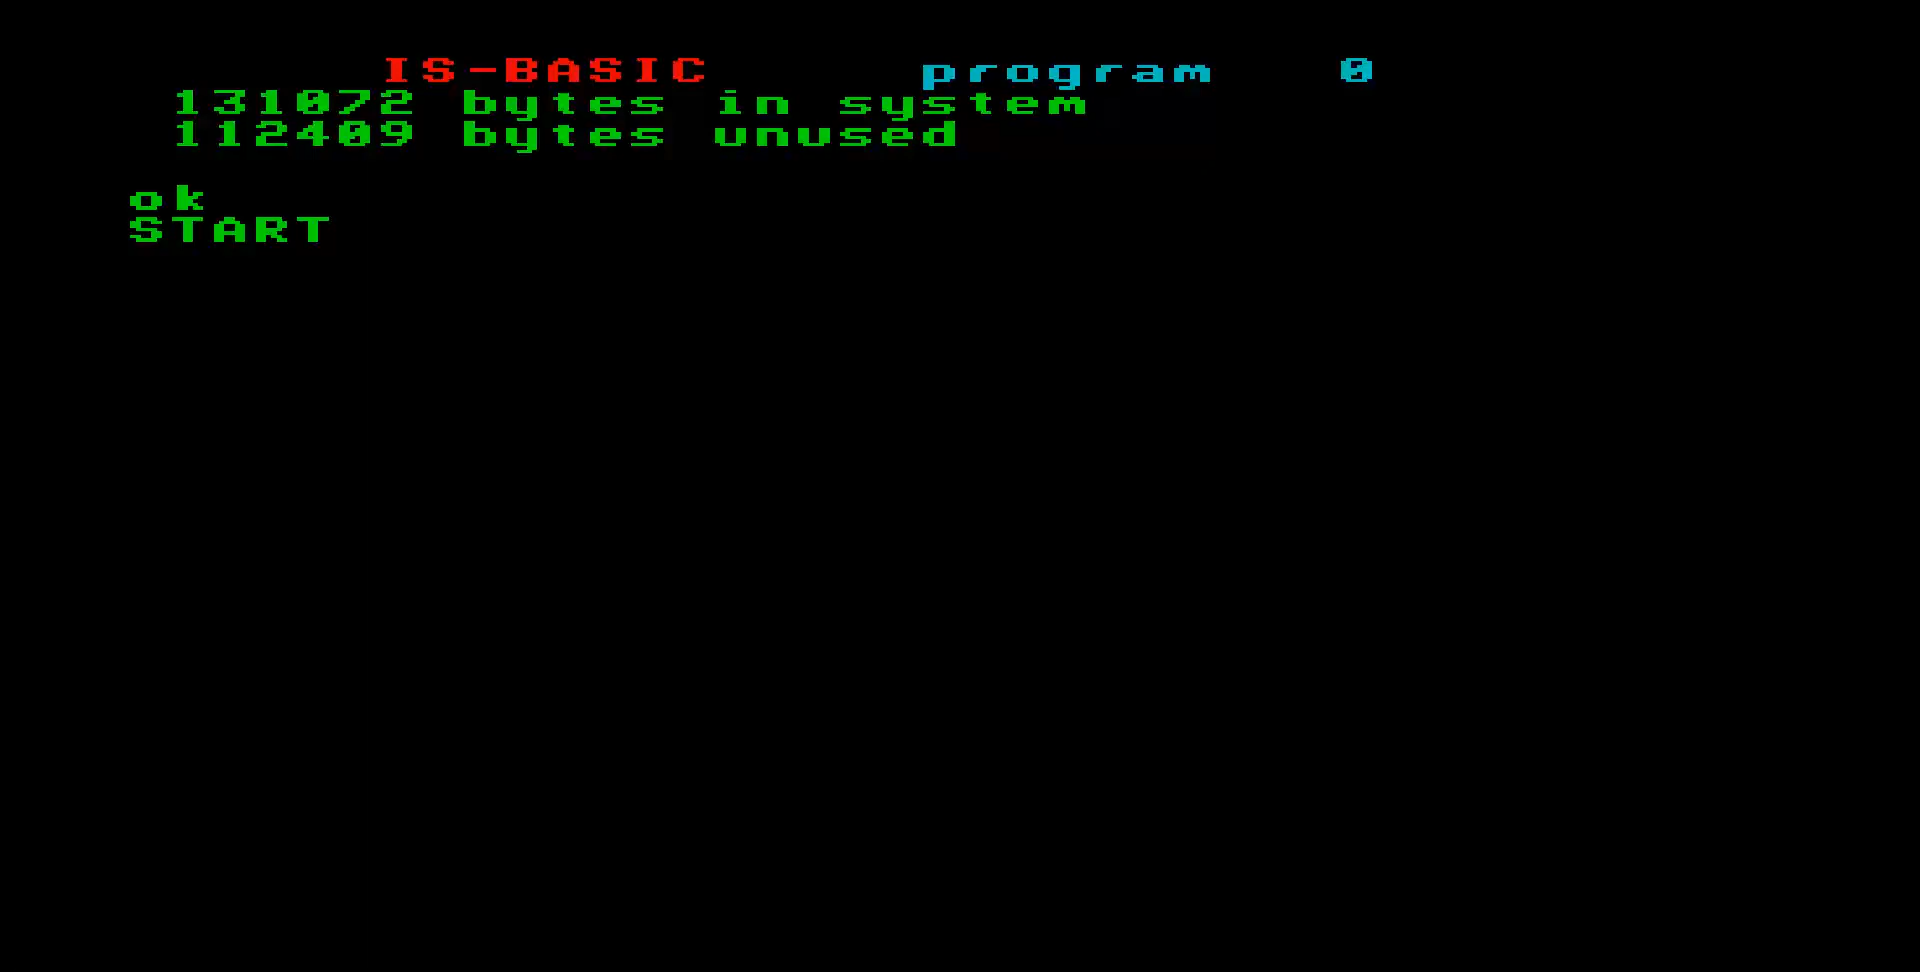 IS-BASIC program 0
131072 bytes in system
112409 bytes unused
ok
START